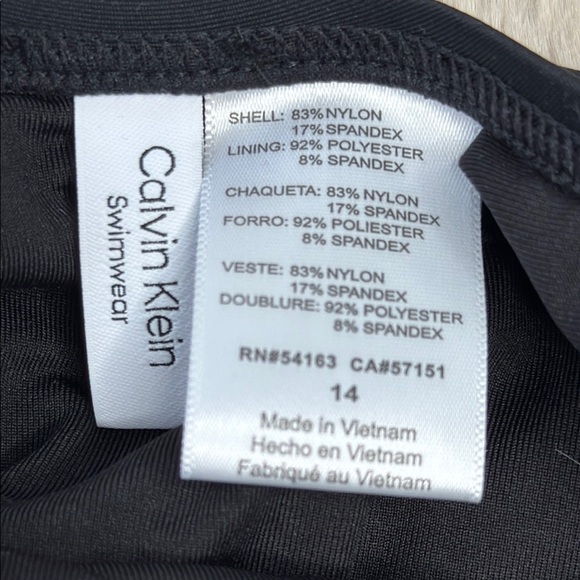 Calvin Klein
Swimwear
SHELL: 83% NYLON
17% SPANDEX
LINING: 92% POLYESTER
8% SPANDEX
CHAQUETA: 83% NYLON
17% SPANDEX
FORRO: 92% POLIESTER
8% SPANDEX
VESTE: 83% NYLON
17% SPANDEX
DOUBLURE: 92% POLYESTER
8% SPANDEX
RN#54163 CA#57151
14
Made in Vietnam
Hecho en Vietnam
Fabriqué au Vietnam